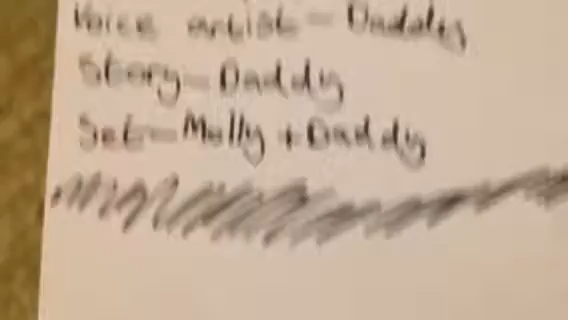 Voice artist - Daddy
Story - Daddy
Set - Molly + Daddy